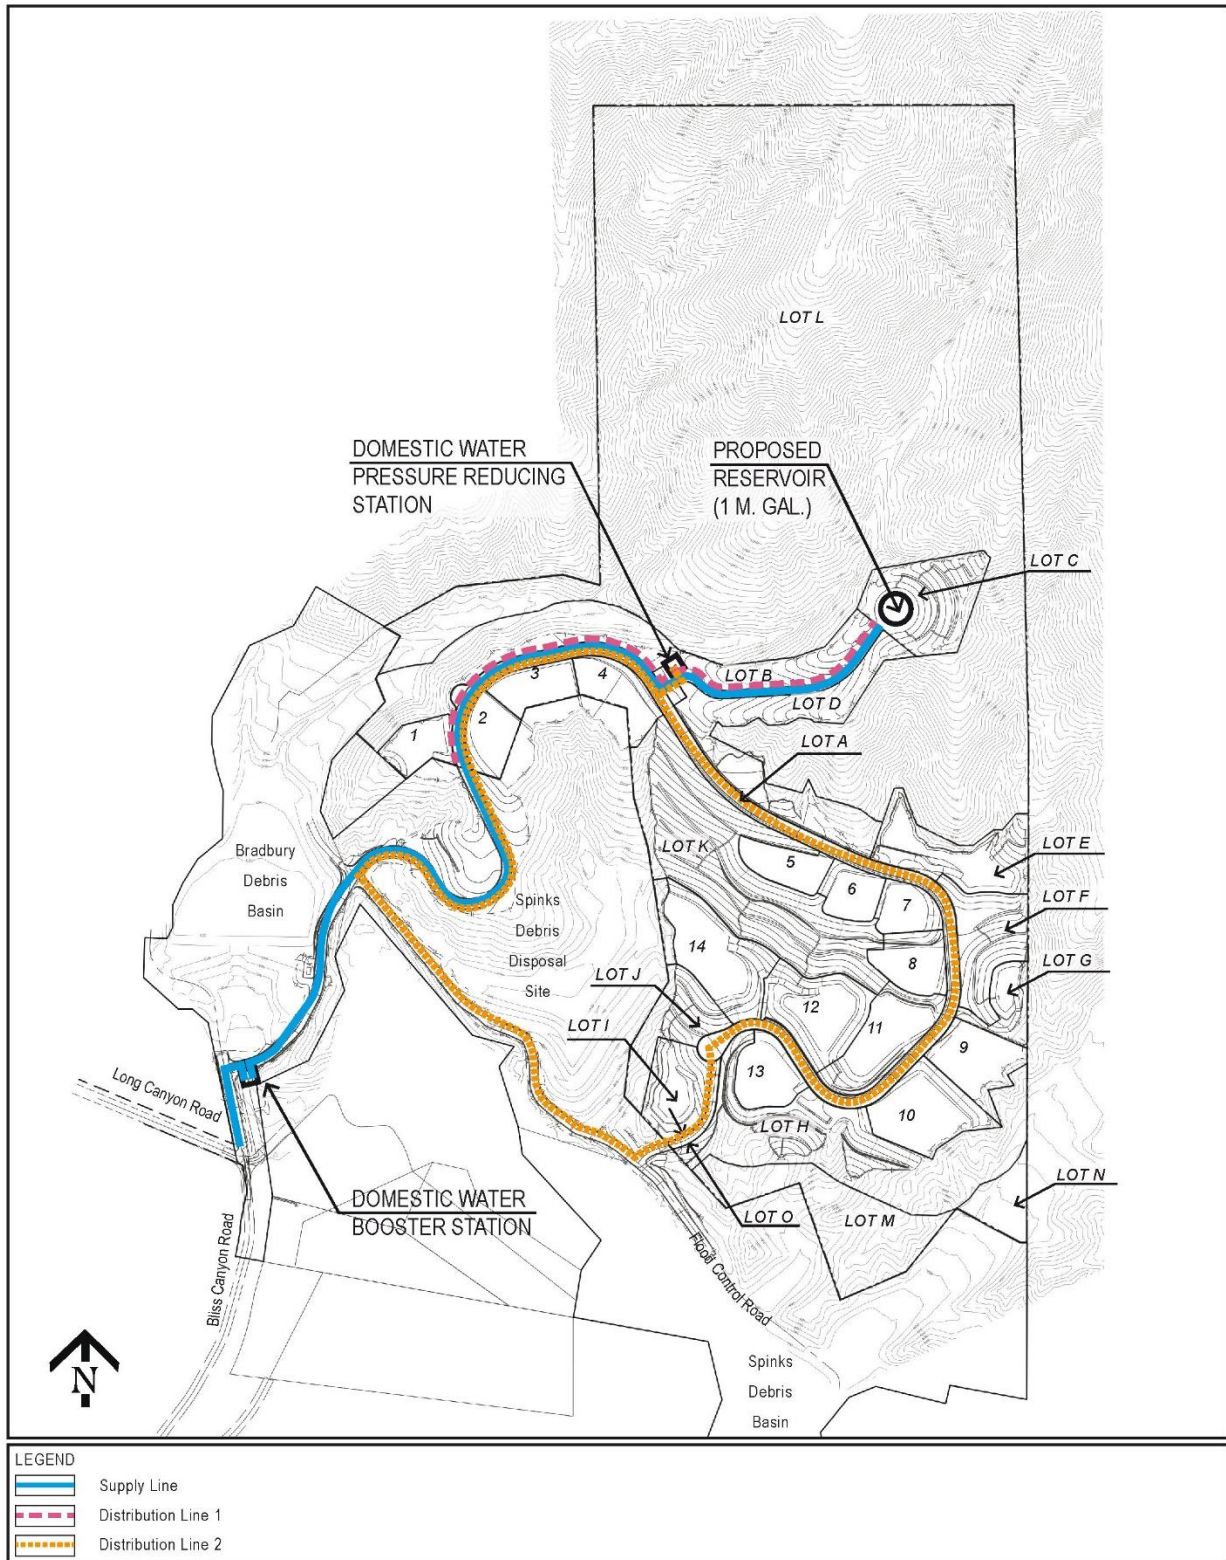 LOT L
DOMESTIC WATER
PRESSURE REDUCING
STATION
PROPOSED
RESERVOIR
(1 M. GAL.)
LOT C
LOT B
LOT D
3
4
2
1
LOT A
LOT K
5
6
7
8
LOT E
LOT F
LOT G
Bradbury
Debris
Basin
Spinks
Debris
Disposal
Site
14
12
11
9
LOT J
LOT I
13
10
LOT H
Long Canyon Road
DOMESTIC WATER
BOOSTER STATION
LOT O
LOT M
LOT N
Bliss Canyon Road
Flood Control Road
N
Spinks
Debris
Basin
LEGEND
Supply Line
Distribution Line 1
Distribution Line 2